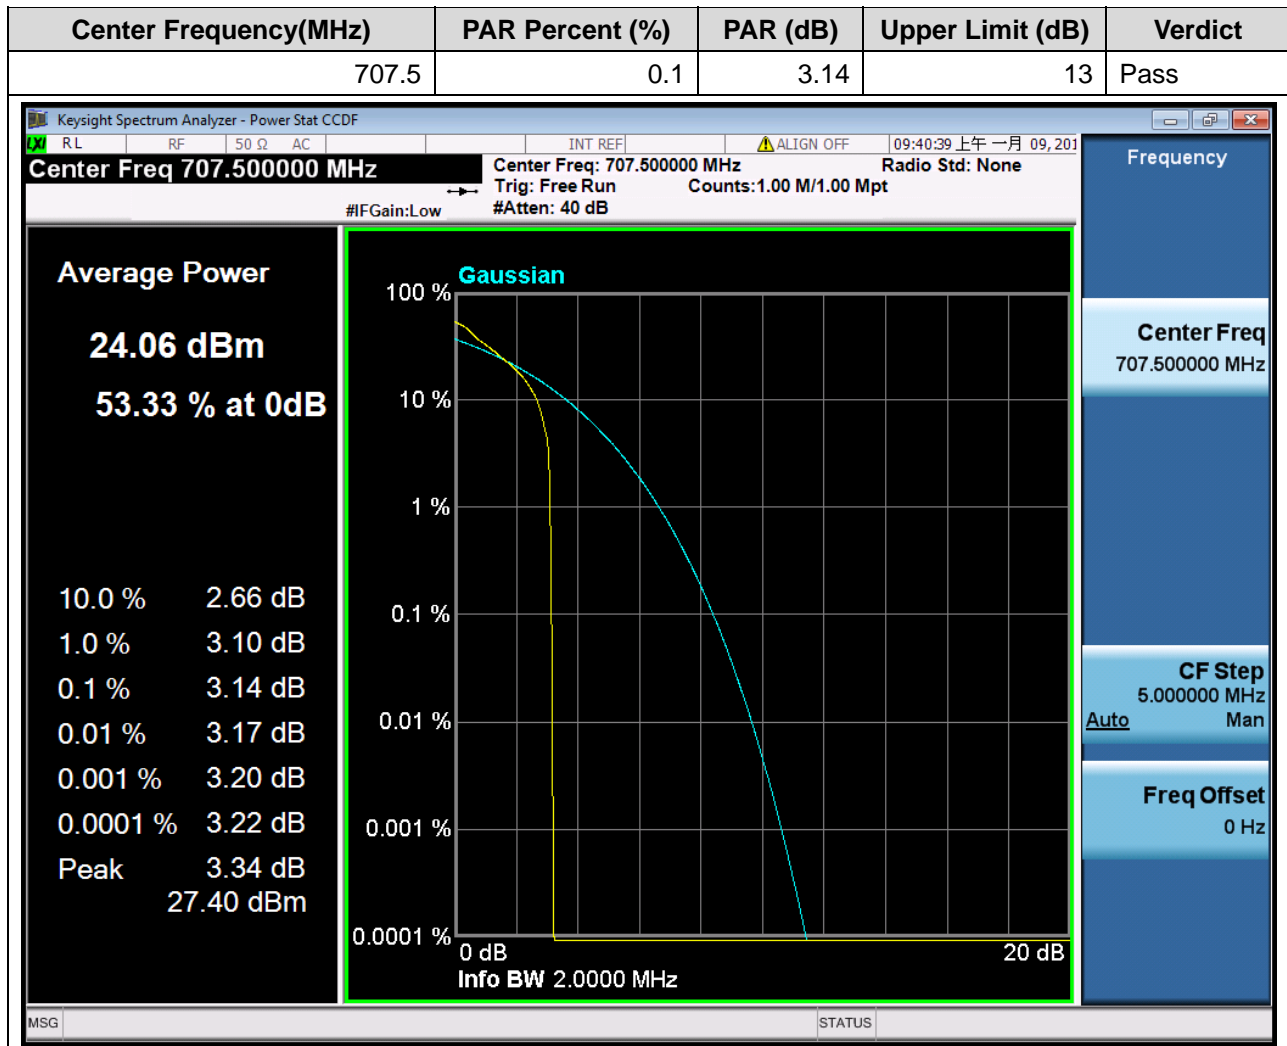 Center Frequency(MHz) PAR Percent (%) PAR (dB) Upper Limit (dB) Verdict
707.5 0.1 3.14 13 Pass
Keysight Spectrum Analyzer - Power Stat CCDF
LXI RL RF 50 Ω AC INT REF ALIGN OFF 09:40:39 上午 一月 09, 201
Center Freq 707.500000 MHz
Center Freq: 707.500000 MHz Radio Std: None
Trig: Free Run Counts:1.00 M/1.00 Mpt
#IFGain:Low #Atten: 40 dB
Average Power
24.06 dBm
53.33 % at 0dB
10.0 % 2.66 dB
1.0 % 3.10 dB
0.1 % 3.14 dB
0.01 % 3.17 dB
0.001 % 3.20 dB
0.0001 % 3.22 dB
Peak 3.34 dB
27.40 dBm
Gaussian
100 %
10 %
1 %
0.1 %
0.01 %
0.001 %
0.0001 %
0 dB 20 dB
Info BW 2.0000 MHz
Frequency
Center Freq
707.500000 MHz
CF Step
5.000000 MHz
Auto Man
Freq Offset
0 Hz
MSG STATUS